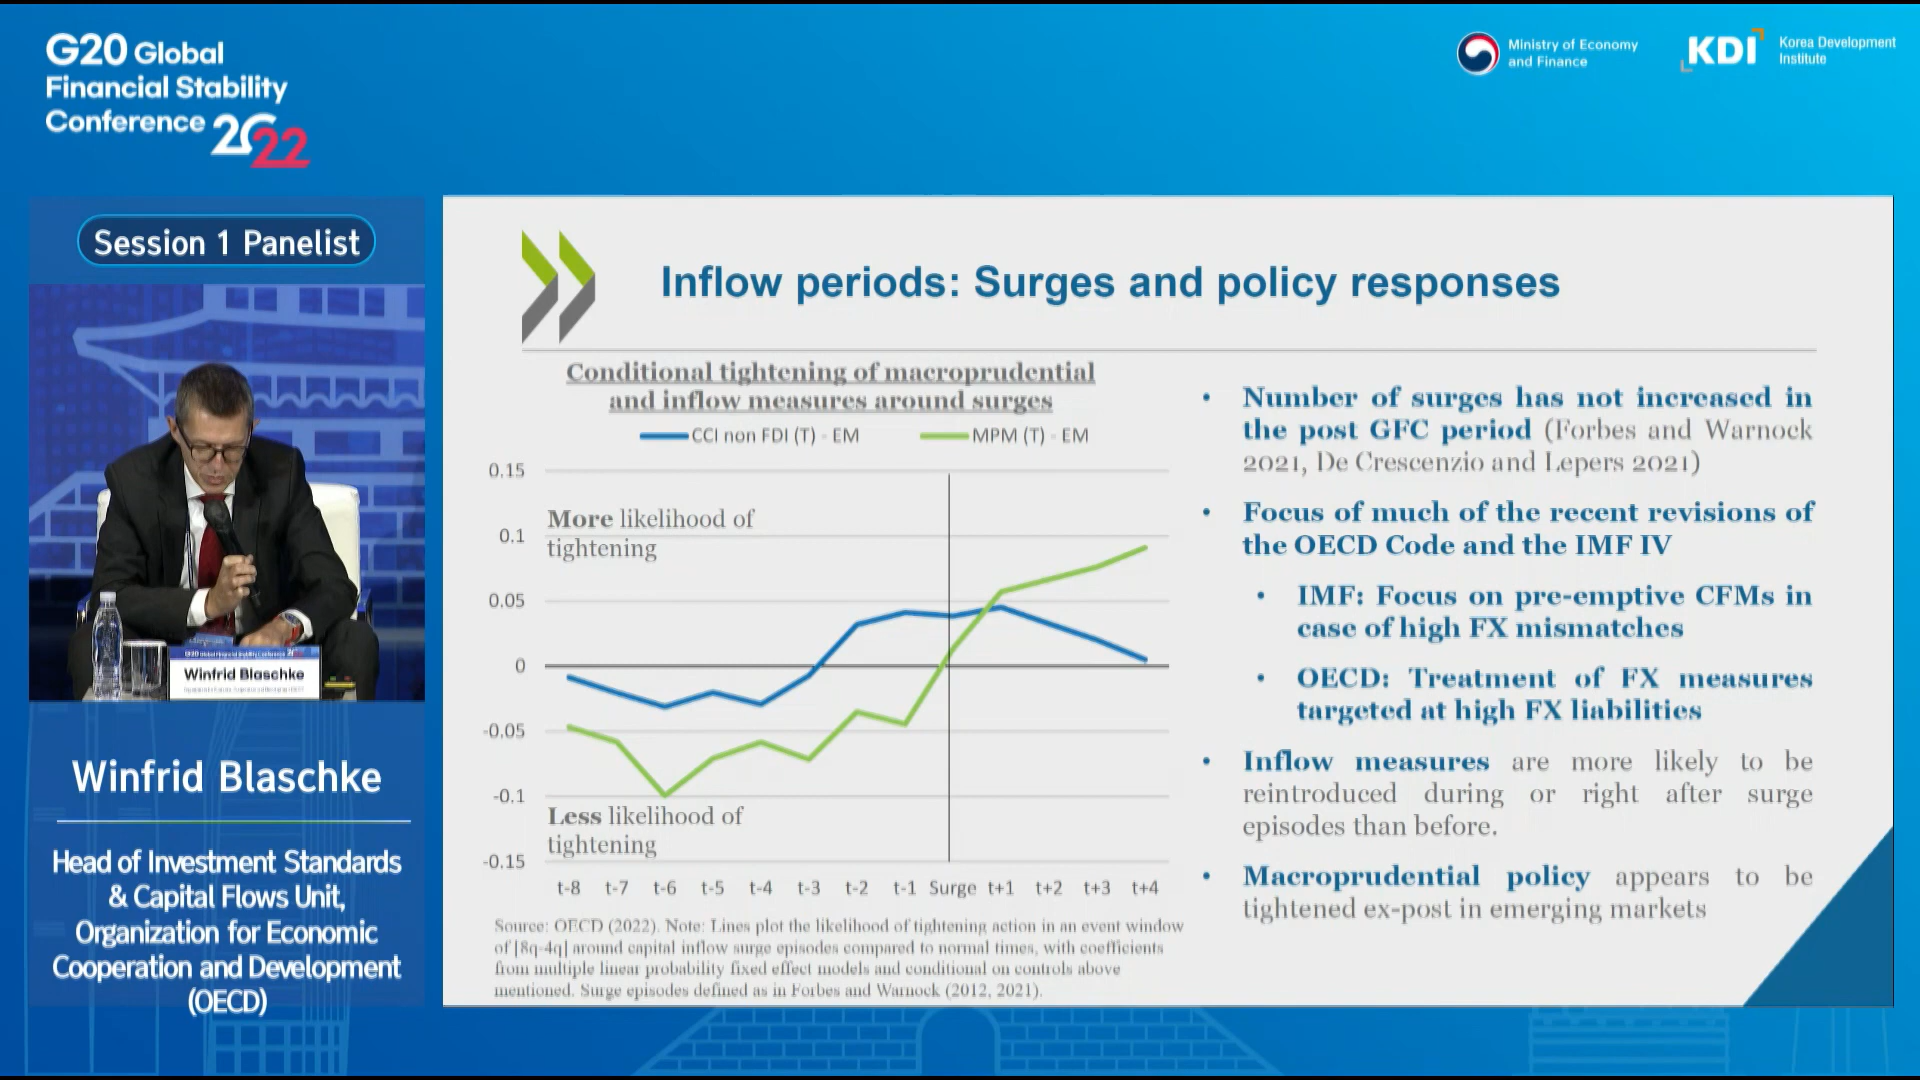 G20 Global
Financial Stability
Conference 2022
Ministry of Economy
and Finance
KDI
Korea Development
Institute
Session 1 Panelist
Winfrid Blaschke
Winfrid Blaschke
Head of Investment Standards
& Capital Flows Unit,
Organization for Economic
Cooperation and Development
(OECD)
Inflow periods: Surges and policy responses
Conditional tightening of macroprudential
and inflow measures around surges
CCI non FDI (T) - EM
MPM (T) - EM
0.15
0.1
0.05
0
-0.05
-0.1
-0.15
More likelihood of
tightening
Less likelihood of
tightening
t-8 t-7 t-6 t-5 t-4 t-3 t-2 t-1 Surge t+1 t+2 t+3 t+4
Source: OECD (2022). Note: Lines plot the likelihood of tightening action in an event window
of [8q-4q] around capital inflow surge episodes compared to normal times, with coefficients
from multiple linear probability fixed effect models and conditional on controls above
mentioned. Surge episodes defined as in Forbes and Warnock (2012, 2021).
• Number of surges has not increased in
the post GFC period (Forbes and Warnock
2021, De Crescenzio and Lepers 2021)
• Focus of much of the recent revisions of
the OECD Code and the IMF IV
• IMF: Focus on pre-emptive CFMs in
case of high FX mismatches
• OECD: Treatment of FX measures
targeted at high FX liabilities
• Inflow measures are more likely to be
reintroduced during or right after surge
episodes than before.
• Macroprudential policy appears to be
tightened ex-post in emerging markets